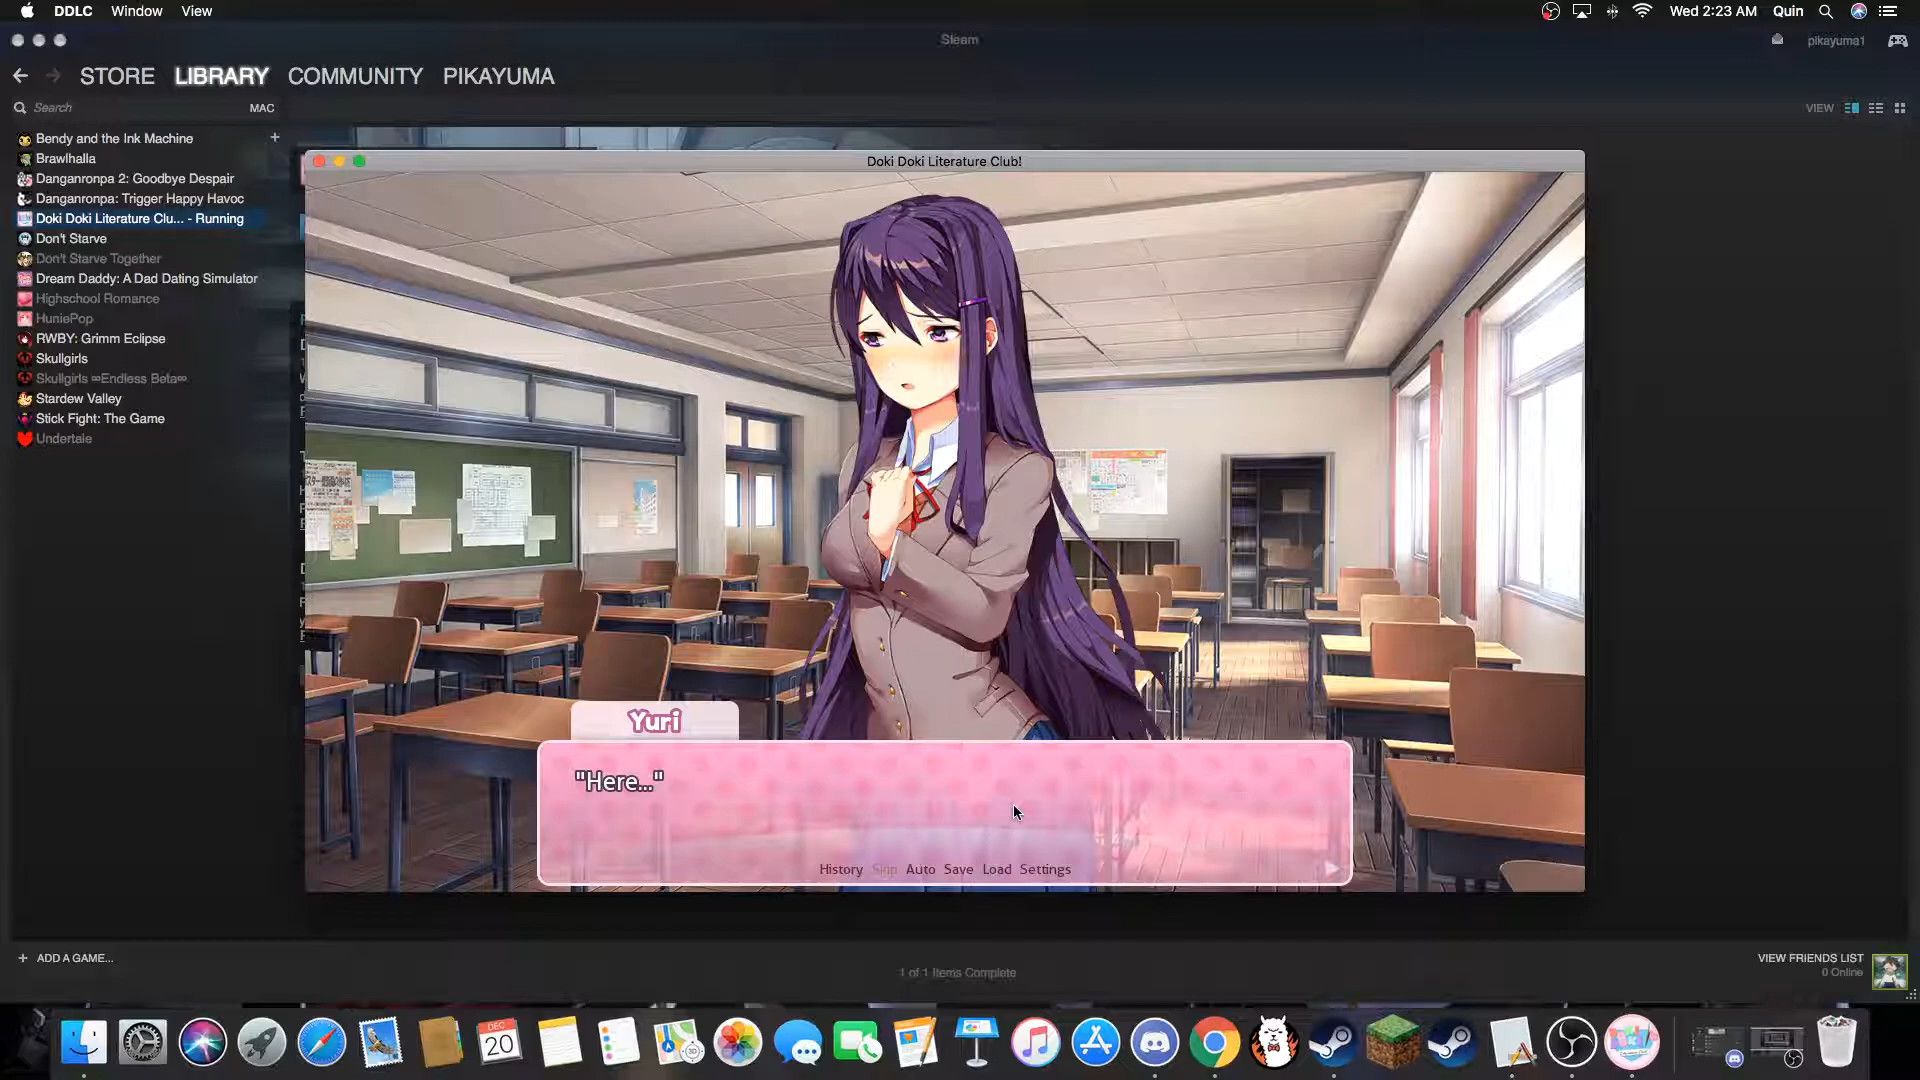 DDLC Window View
Wed 2:23 AM Quin
Steam
pikayuma1
STORE LIBRARY COMMUNITY PIKAYUMA
Search MAC
VIEW
Bendy and the Ink Machine +
Brawlhalla
Danganronpa 2: Goodbye Despair
Danganronpa: Trigger Happy Havoc
Doki Doki Literature Clu... - Running
Don't Starve
Don't Starve Together
Dream Daddy: A Dad Dating Simulator
Highschool Romance
HuniePop
RWBY: Grimm Eclipse
Skullgirls
Skullgirls ∞Endless Beta∞
Stardew Valley
Stick Fight: The Game
Undertale
Doki Doki Literature Club!
Yuri
"Here..."
History Skip Auto Save Load Settings
+ ADD A GAME...
1 of 1 Items Complete
VIEW FRIENDS LIST
0 Online
DEC
20
3D